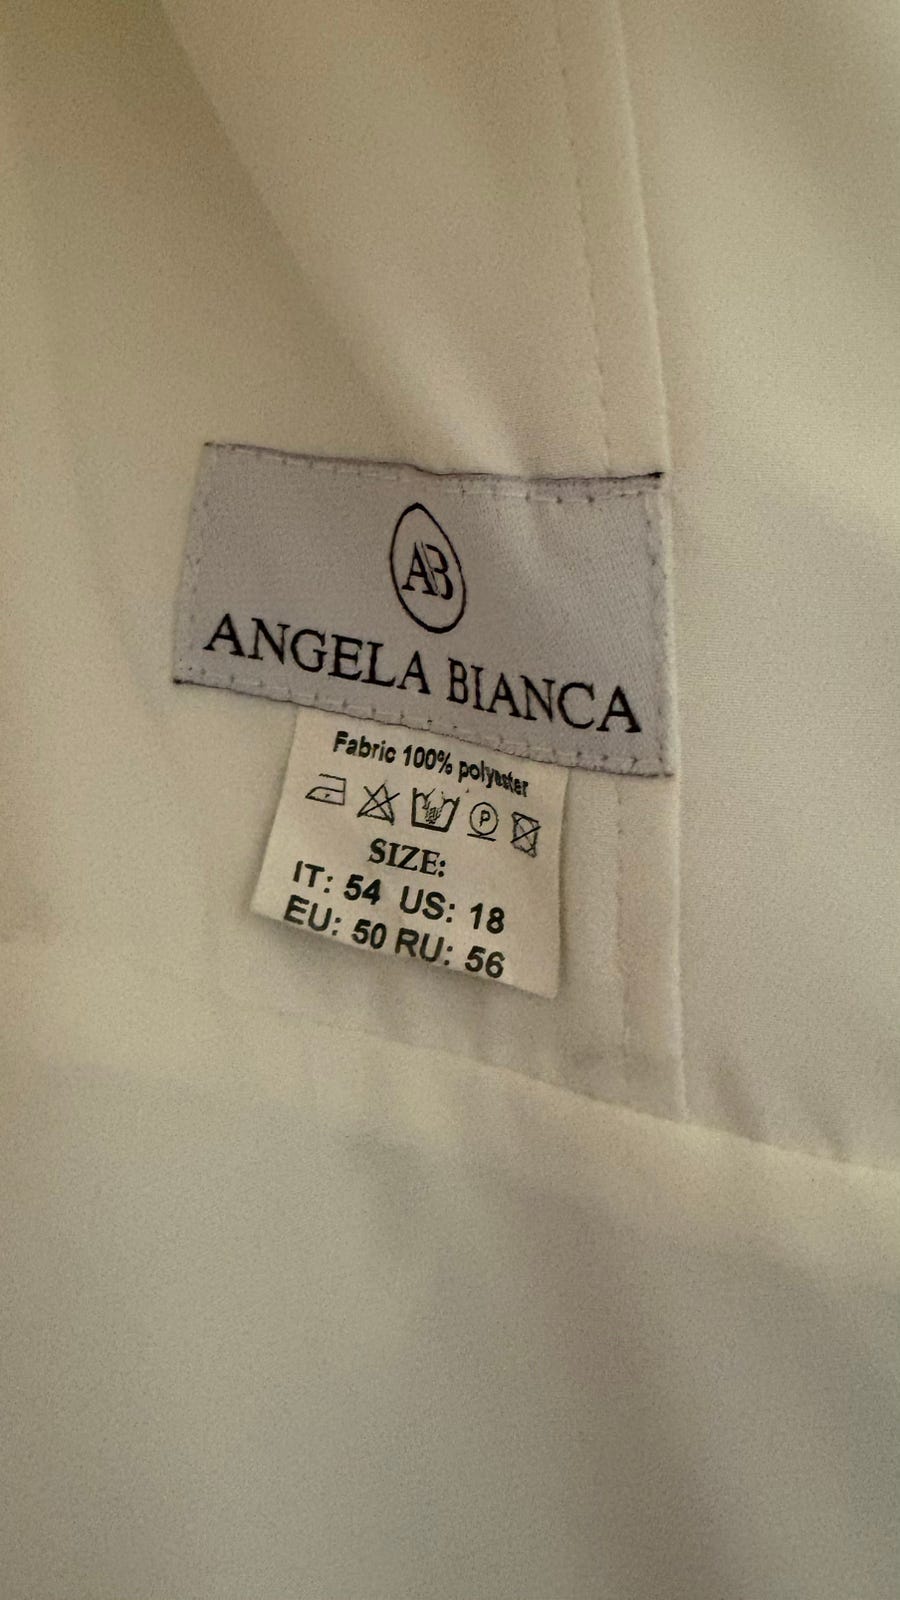 AB
ANGELA BIANCA
Fabric 100% polyester
P
SIZE:
IT: 54 US: 18
EU: 50 RU: 56